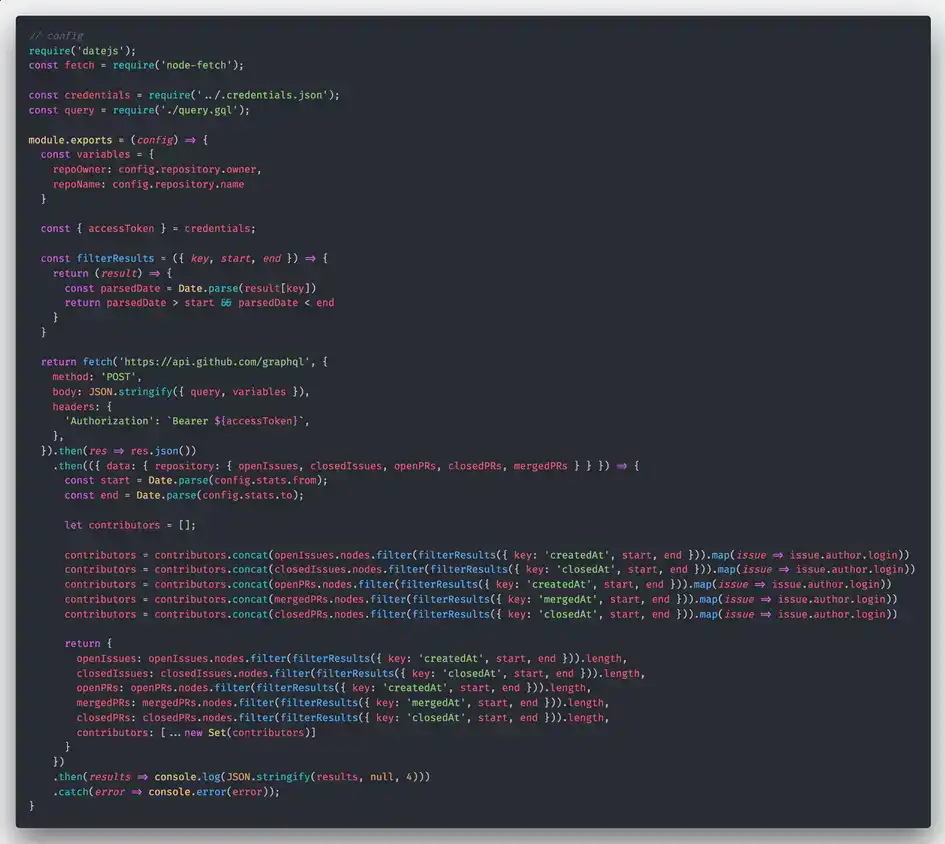 // config
require('datejs');
const fetch = require('node-fetch');
const credentials = require('../.credentials.json');
const query = require('./query.gql');
module.exports = (config) => {
const variables = {
repoOwner: config.repository.owner,
repoName: config.repository.name
}
const { accessToken } = credentials;
const filterResults = ({ key, start, end }) => {
return (result) => {
const parsedDate = Date.parse(result[key])
return parsedDate > start && parsedDate < end
}
}
return fetch('https://api.github.com/graphql', {
method: 'POST',
body: JSON.stringify({ query, variables }),
headers: {
'Authorization': `Bearer ${accessToken}`,
},
}).then(res => res.json())
.then(({ data: { repository: { openIssues, closedIssues, openPRs, closedPRs, mergedPRs } } }) => {
const start = Date.parse(config.stats.from);
const end = Date.parse(config.stats.to);
let contributors = [];
contributors = contributors.concat(openIssues.nodes.filter(filterResults({ key: 'createdAt', start, end })).map(issue => issue.author.login))
contributors = contributors.concat(closedIssues.nodes.filter(filterResults({ key: 'closedAt', start, end })).map(issue => issue.author.login))
contributors = contributors.concat(openPRs.nodes.filter(filterResults({ key: 'createdAt', start, end })).map(issue => issue.author.login))
contributors = contributors.concat(mergedPRs.nodes.filter(filterResults({ key: 'mergedAt', start, end })).map(issue => issue.author.login))
contributors = contributors.concat(closedPRs.nodes.filter(filterResults({ key: 'closedAt', start, end })).map(issue => issue.author.login))
return {
openIssues: openIssues.nodes.filter(filterResults({ key: 'createdAt', start, end })).length,
closedIssues: closedIssues.nodes.filter(filterResults({ key: 'closedAt', start, end })).length,
openPRs: openPRs.nodes.filter(filterResults({ key: 'createdAt', start, end })).length,
mergedPRs: mergedPRs.nodes.filter(filterResults({ key: 'mergedAt', start, end })).length,
closedPRs: closedPRs.nodes.filter(filterResults({ key: 'closedAt', start, end })).length,
contributors: [...new Set(contributors)]
}
})
.then(results => console.log(JSON.stringify(results, null, 4)))
.catch(error => console.error(error));
}